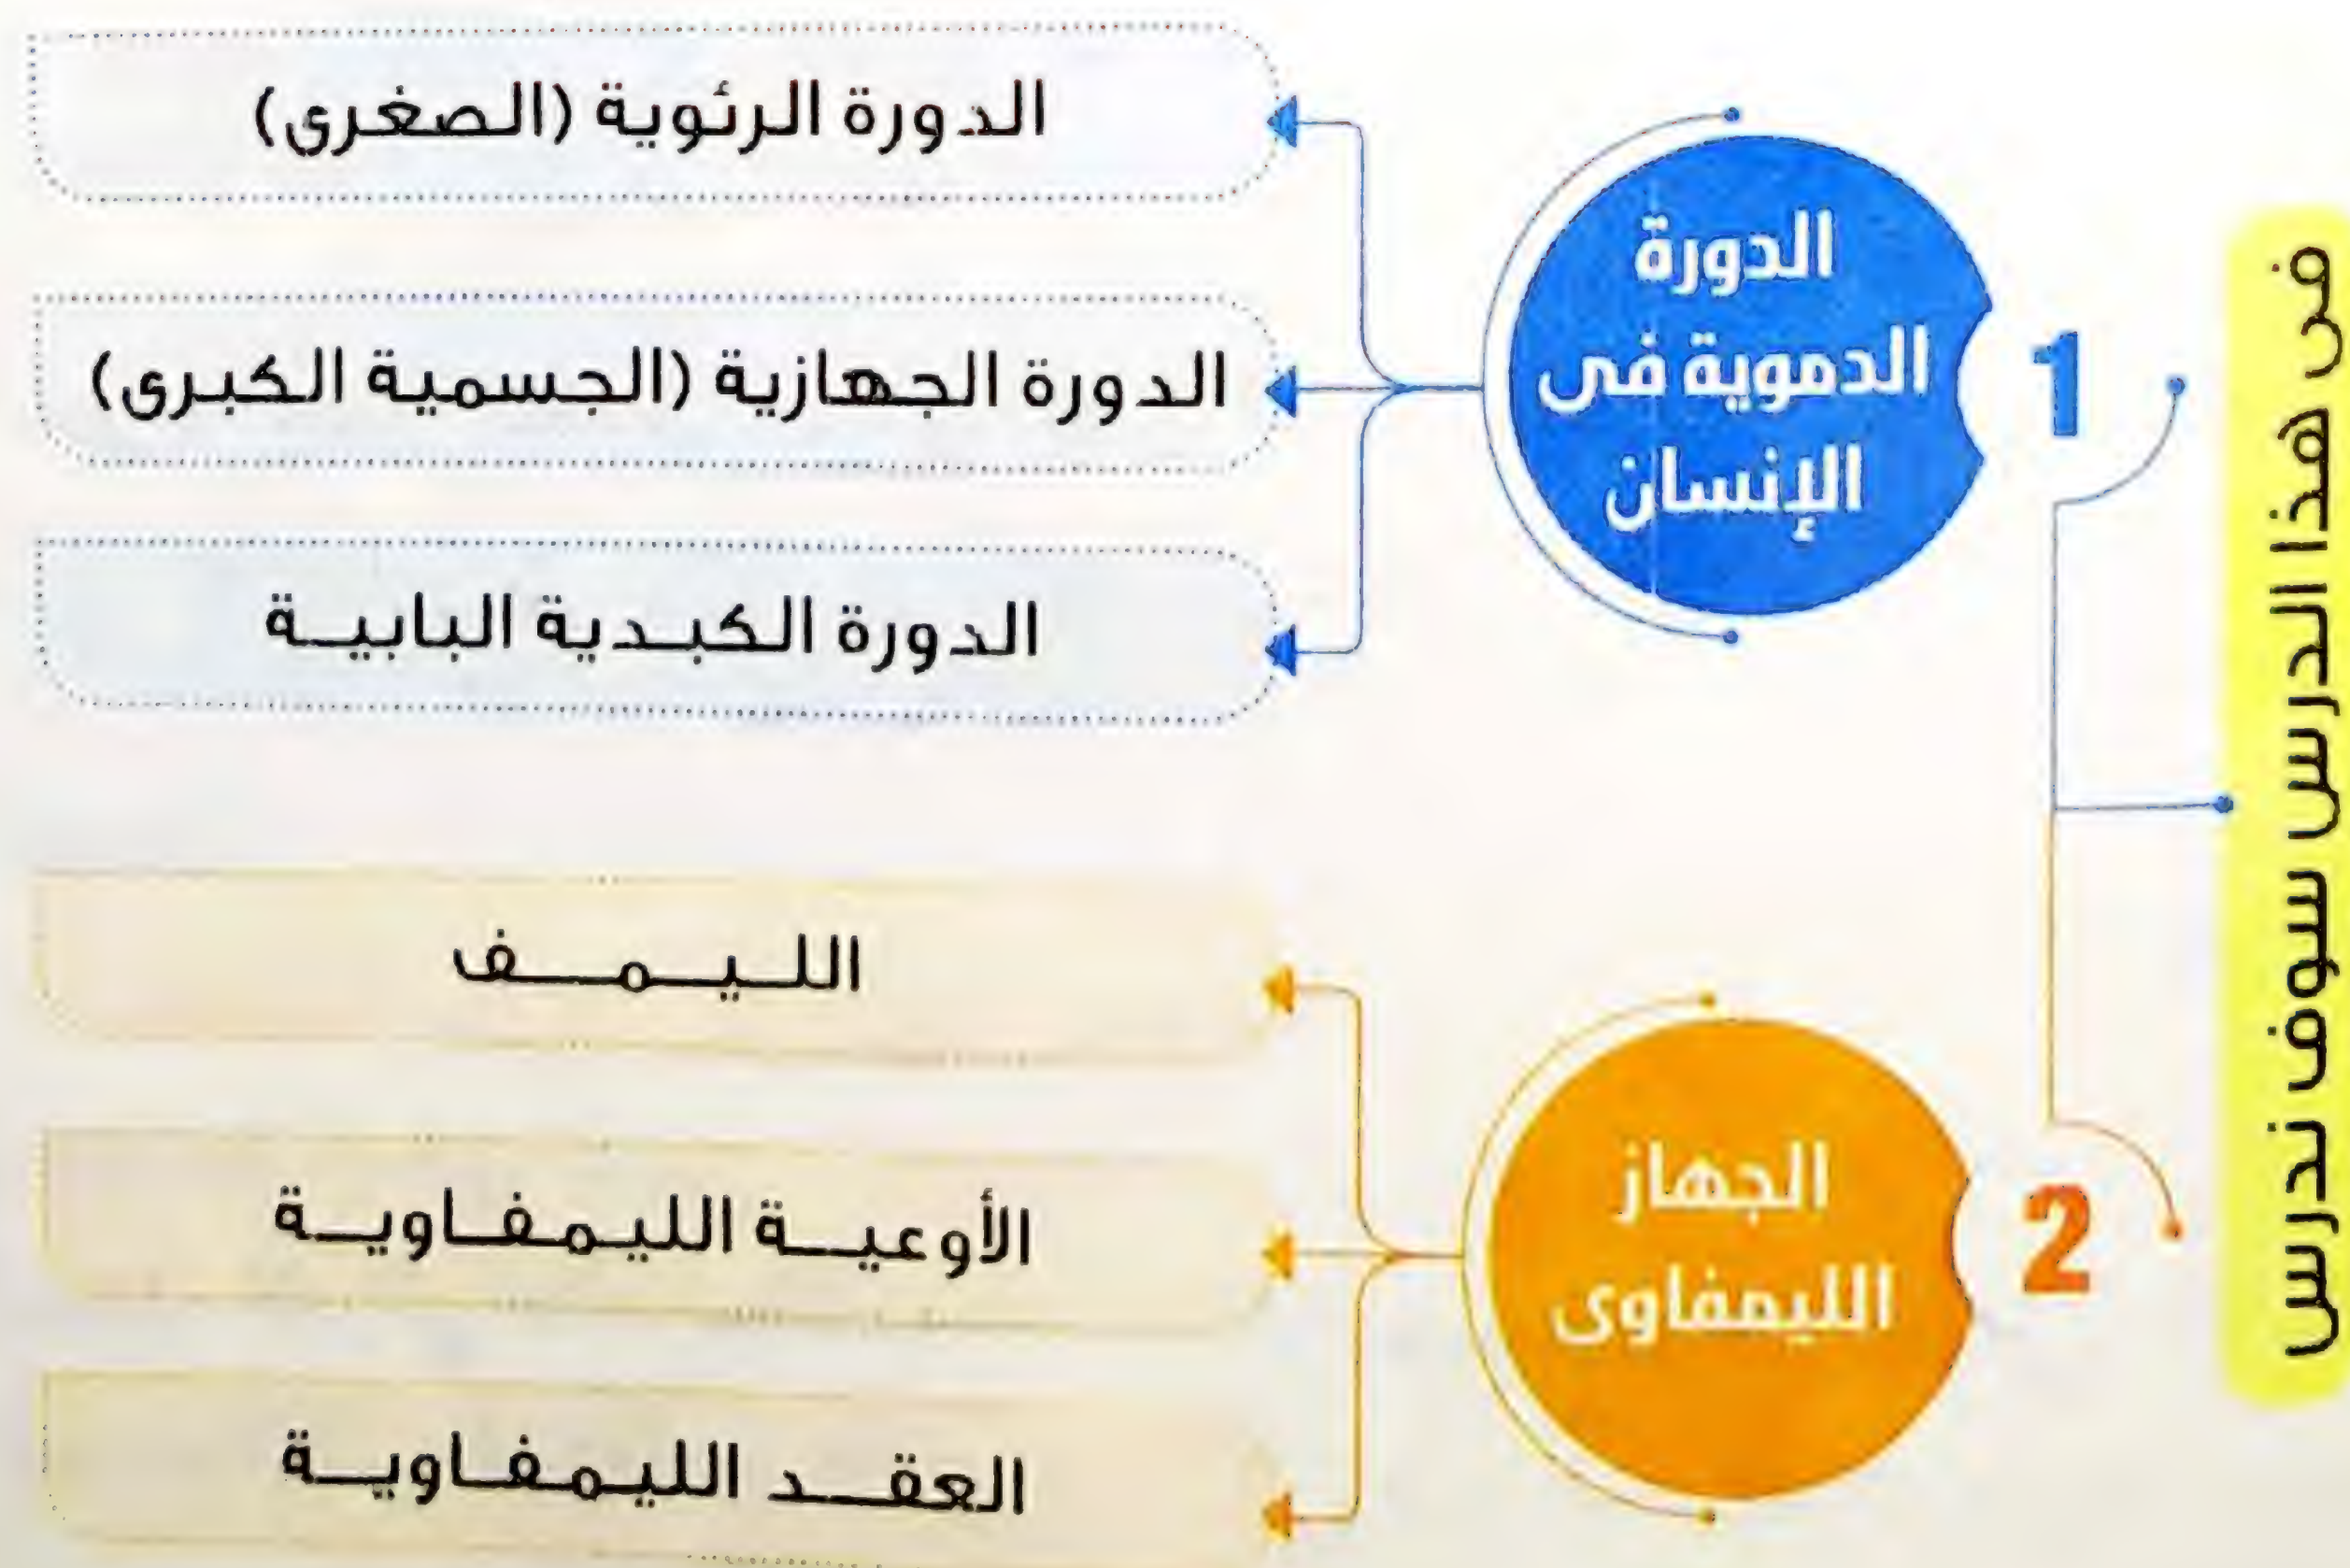 فى هذا الدرس سوف ندرس
1
الدورة
الدموية فى
الإنسان
الدورة الرئوية (الصغرى)
الدورة الجهازية (الجسمية الكبرى)
الدورة الكبدية البابية
2
الجهاز
الليمفاوى
الليمف
الأوعية الليمفاوية
العقد الليمفاوية